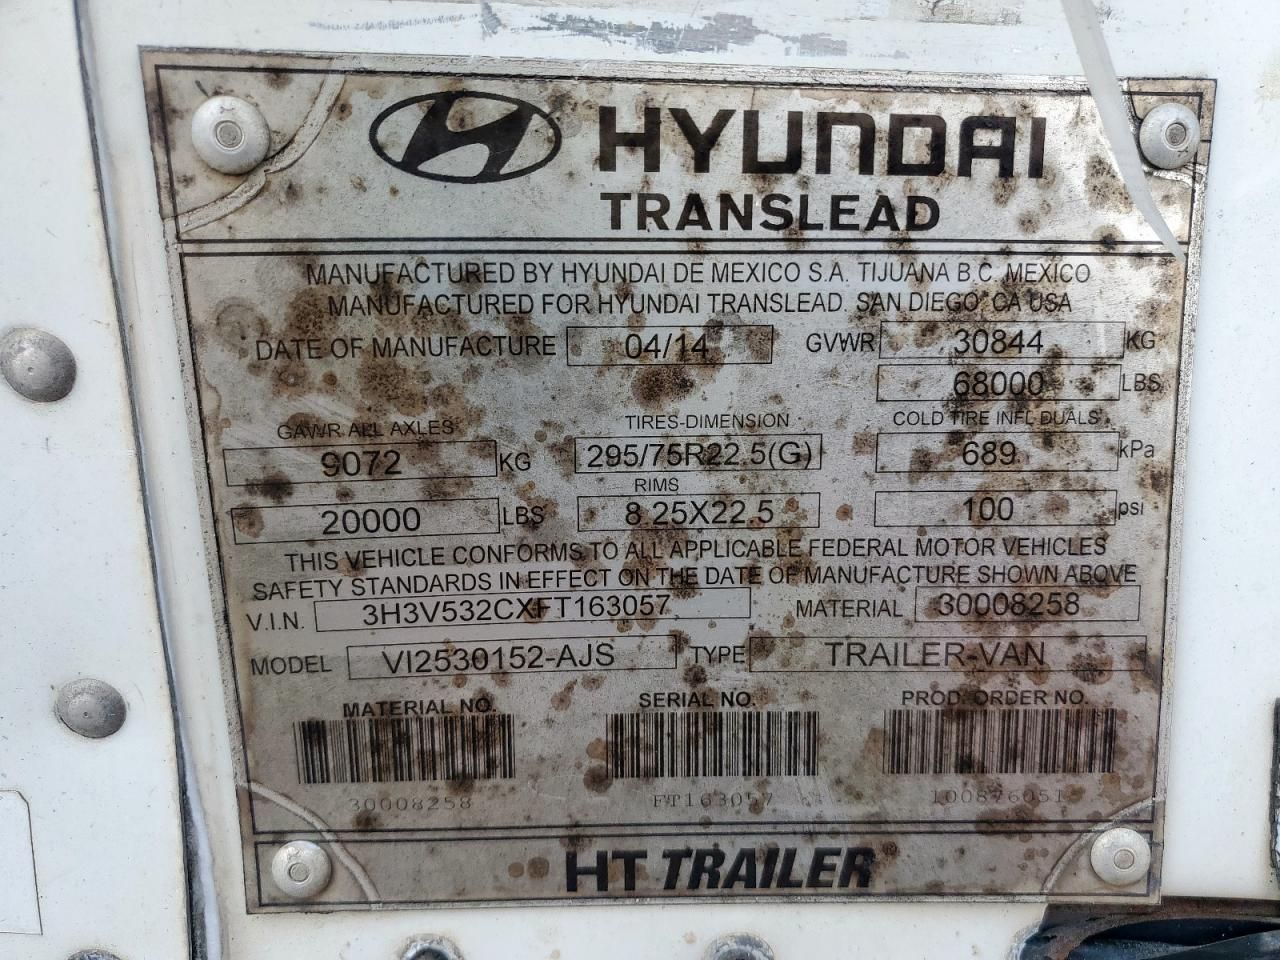 HYUNDAI
TRANSLEAD
MANUFACTURED BY HYUNDAI DE MEXICO S.A. TIJUANA B.C. MEXICO
MANUFACTURED FOR HYUNDAI TRANSLEAD, SAN DIEGO, CA USA
DATE OF MANUFACTURE 04/14 GVWR 30844 KG
68000 LBS
GAWR ALL AXLES TIRES-DIMENSION COLD TIRE INFL DUALS
9072 KG 295/75R22.5(G) 689 kPa
RIMS
20000 LBS 8.25X22.5 100 psi
THIS VEHICLE CONFORMS TO ALL APPLICABLE FEDERAL MOTOR VEHICLES
SAFETY STANDARDS IN EFFECT ON THE DATE OF MANUFACTURE SHOWN ABOVE
V.I.N. 3H3V532CXFT163057 MATERIAL 30008258
MODEL VI2530152-AJS TYPE TRAILER-VAN
MATERIAL NO. SERIAL NO. PROD. ORDER NO.
30008258 FT163057 100876051
HT TRAILER®